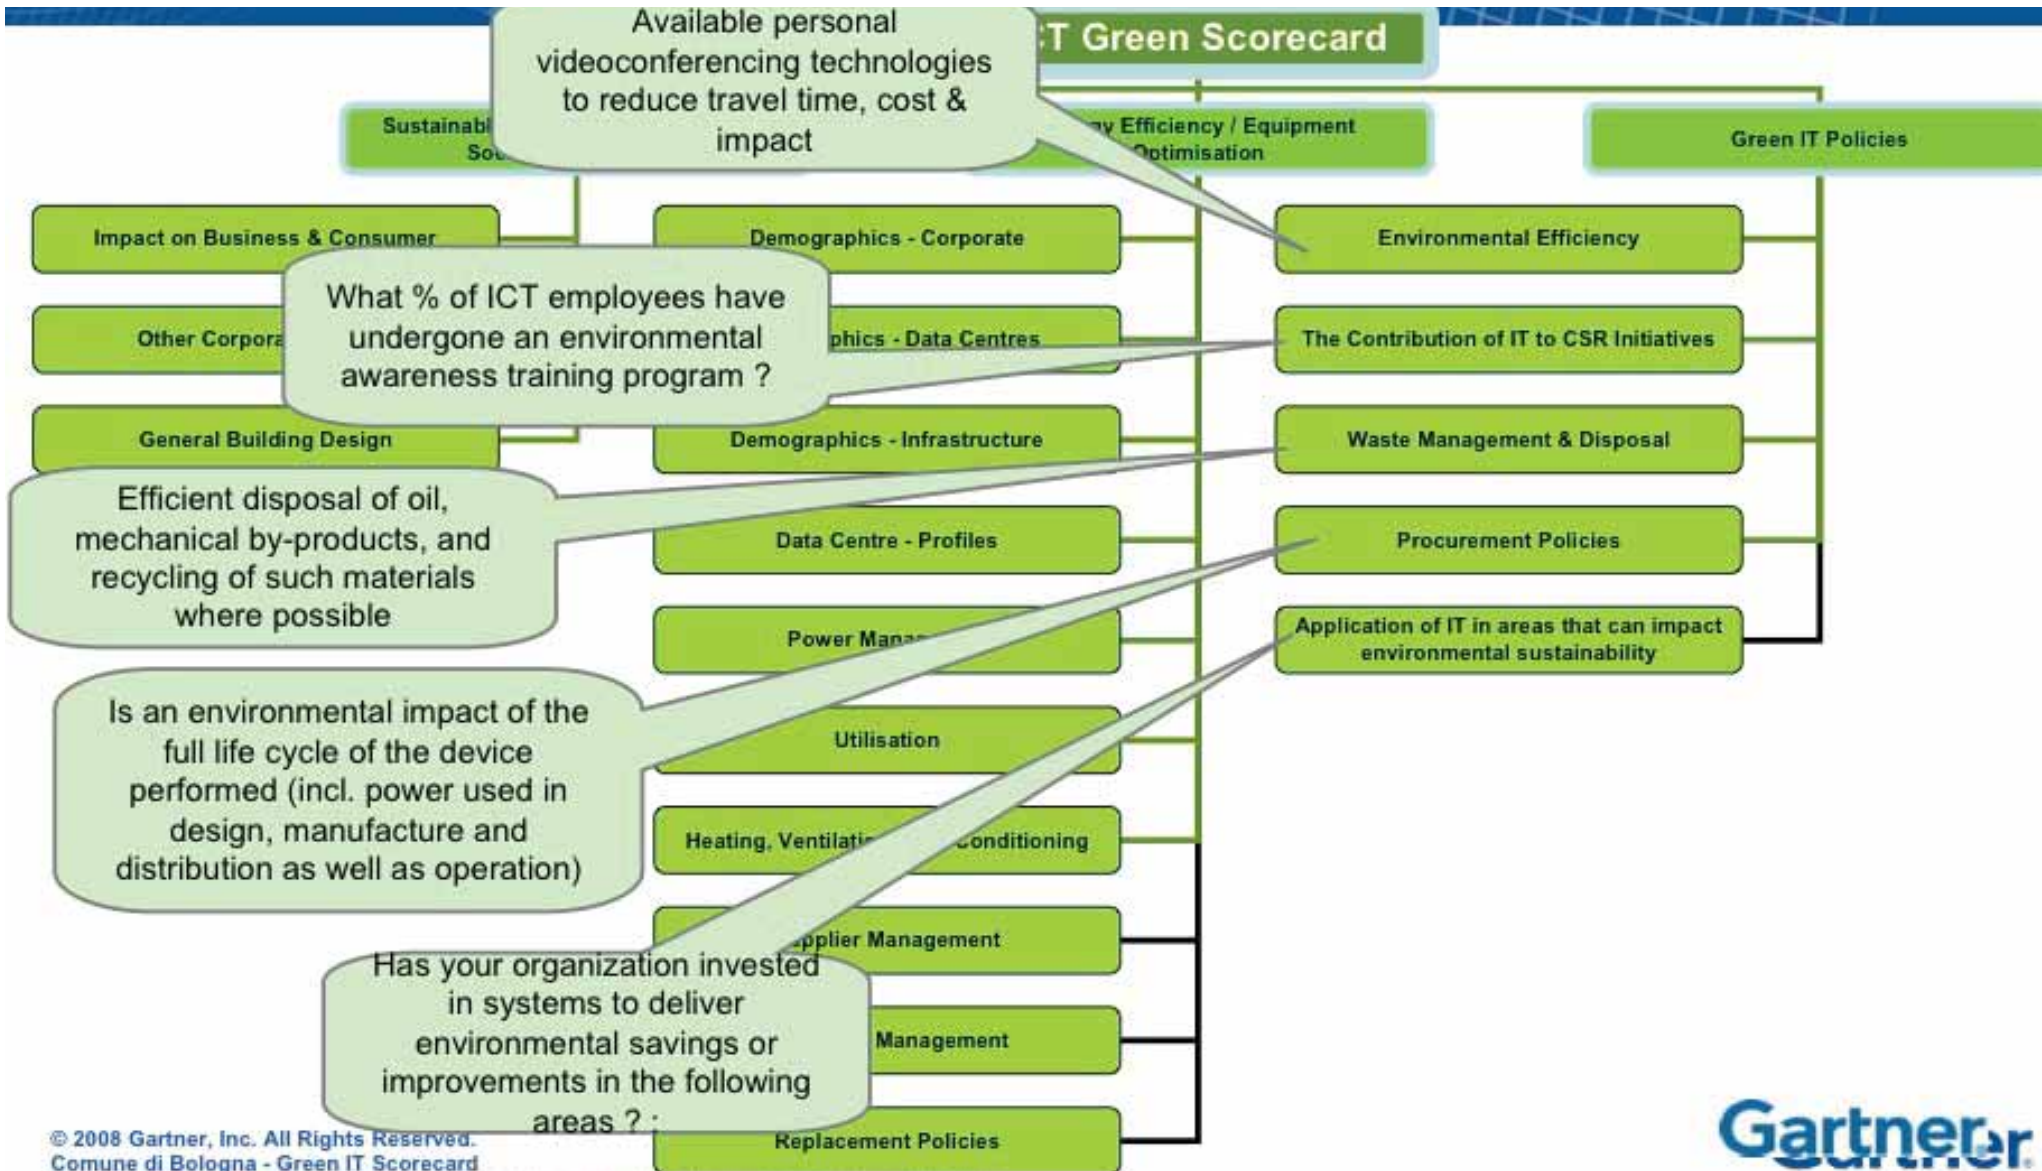 Available personal
videoconferencing technologies
to reduce travel time, cost &
impact
T Green Scorecard
Efficiency / Equipment
Optimisation
Green IT Policies
Impact on Business & Consumer
Demographics - Corporate
Environmental Efficiency
What % of ICT employees have
undergone an environmental
awareness training program ?
Other
Data Centres
The Contribution of IT to CSR Initiatives
General Building Design
Demographics - Infrastructure
Waste Management & Disposal
Efficient disposal of oil,
mechanical by-products, and
recycling of such materials
where possible
Data Centre - Profiles
Procurement Policies
Power
Application of IT in areas that can impact
environmental sustainability
Is an environmental impact of the
full life cycle of the device
performed (incl. power used in
design, manufacture and
distribution as well as operation)
Utilisation
Heating, Conditioning
Management
Has your organization invested
in systems to deliver
environmental savings or
improvements in the following
areas ? :
Management
Replacement Policies
© 2008 Gartner, Inc. All Rights Reserved.
Comune di Bologna - Green IT Scorecard
Gartner